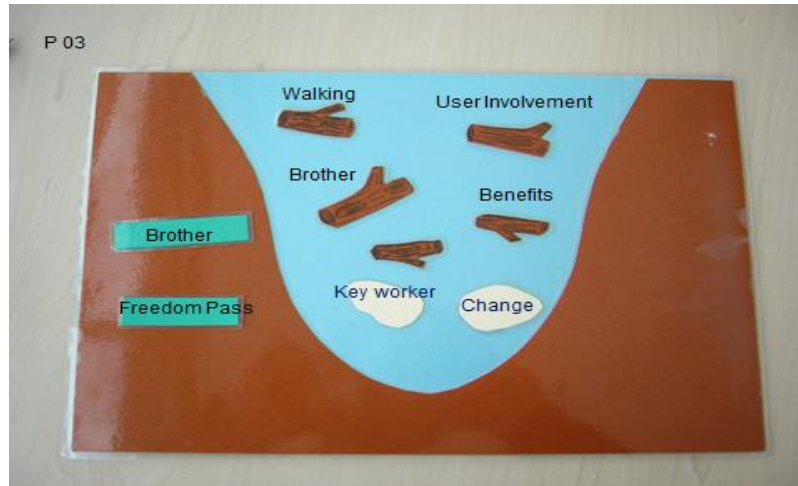 P 03
Walking
User Involvement
Brother
Benefits
Brother
Key worker
Change
Freedom Pass